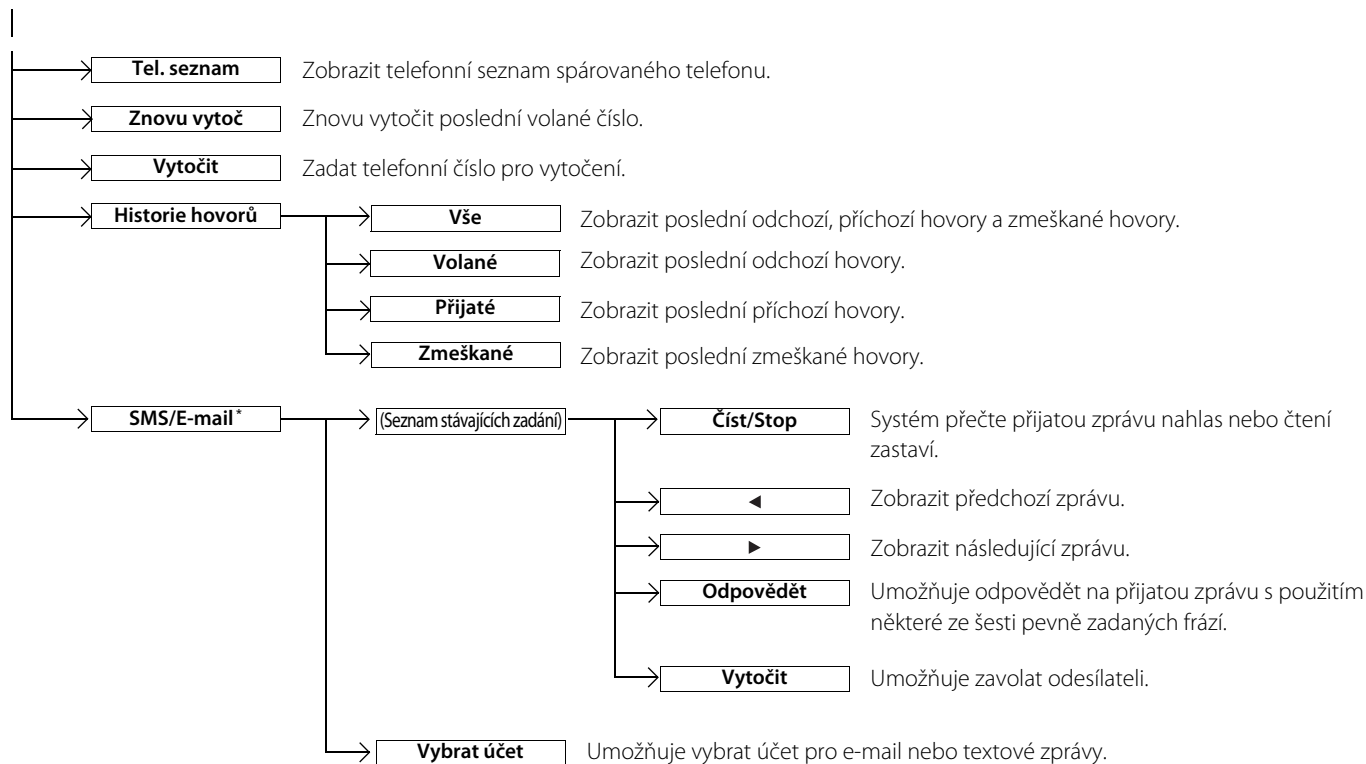 Tel. seznam Zobrazit telefonní seznam spárovaného telefonu.
Znovu vytoč Znovu vytočit poslední volané číslo.
Vytočit Zadat telefonní číslo pro vytočení.
Historie hovorů Vše Zobrazit poslední odchozí, příchozí hovory a zmeškané hovory.
Volané Zobrazit poslední odchozí hovory.
Přijaté Zobrazit poslední příchozí hovory.
Zmeškané Zobrazit poslední zmeškané hovory.
SMS/E-mail* (Seznam stávajících zadání) Číst/Stop Systém přečte přijatou zprávu nahlas nebo čtení
zastaví.
◄ Zobrazit předchozí zprávu.
► Zobrazit následující zprávu.
Odpovědět Umožňuje odpovědět na přijatou zprávu s použitím
některé ze šesti pevně zadaných frází.
Vytočit Umožňuje zavolat odesílateli.
Vybrat účet Umožňuje vybrat účet pro e-mail nebo textové zprávy.